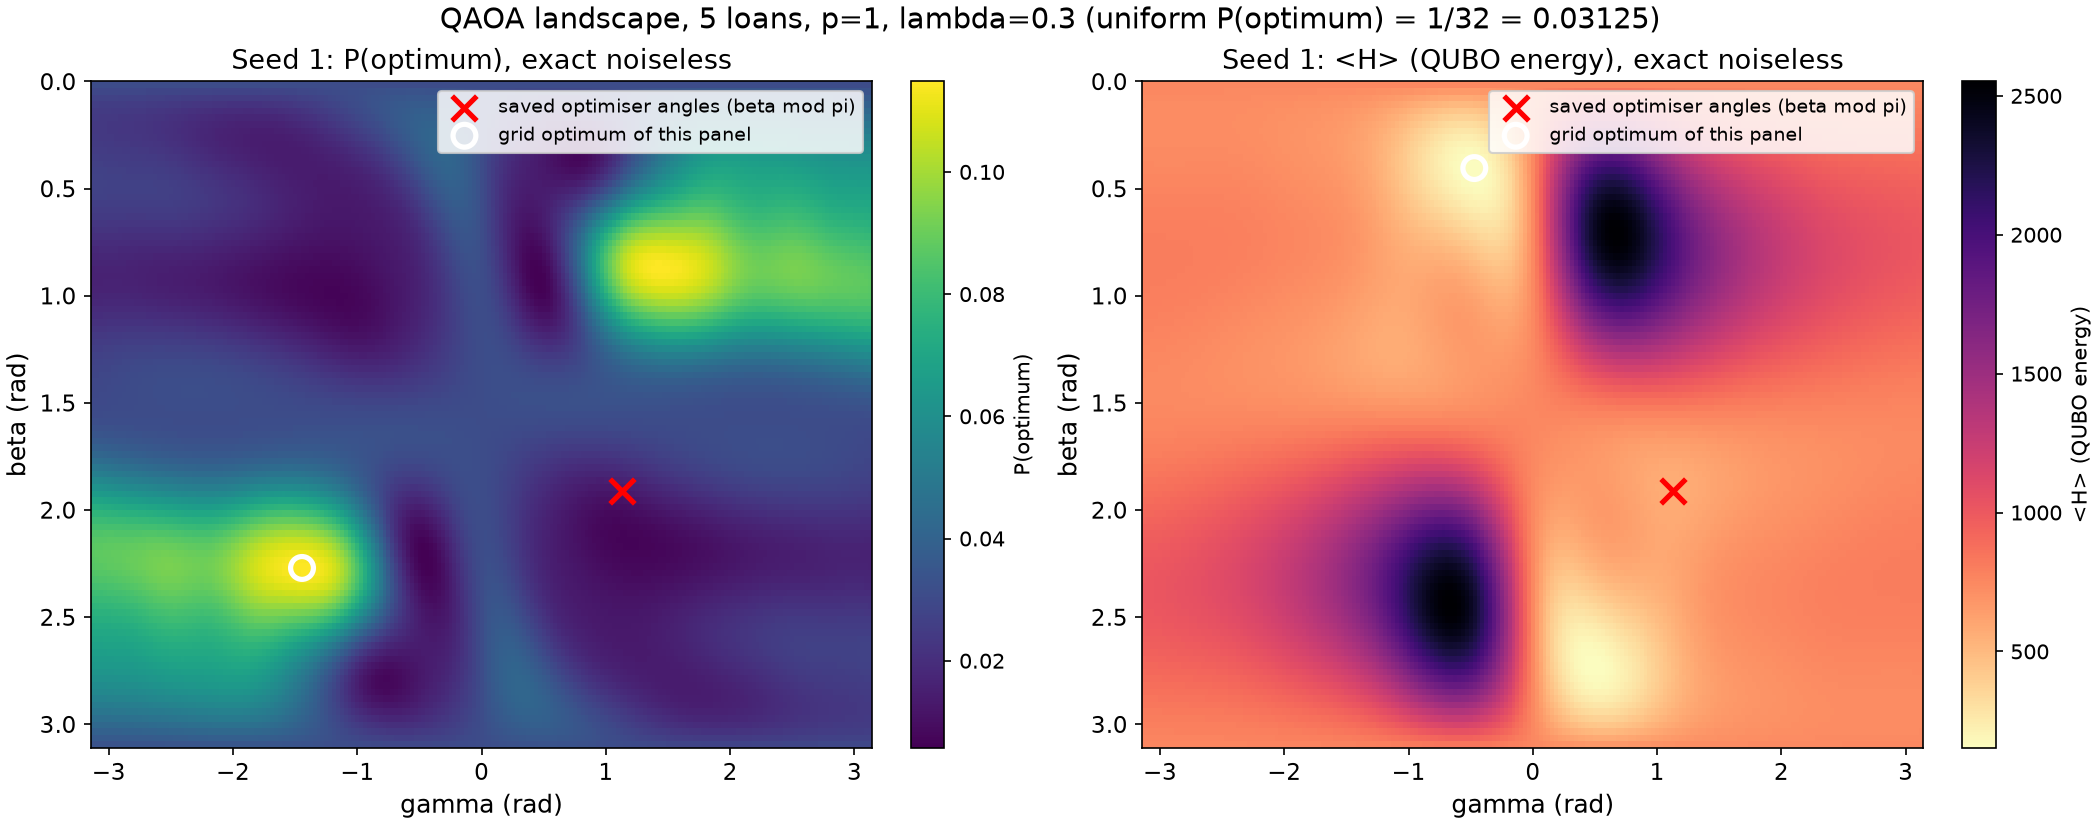 QAOA landscape, 5 loans, p=1, lambda=0.3 (uniform P(optimum) = 1/32 = 0.03125)
Seed 1: P(optimum), exact noiseless
saved optimiser angles (beta mod pi)
grid optimum of this panel
0.0
0.5
1.0
1.5
2.0
2.5
3.0
beta (rad)
−3
−2
−1
0
1
2
3
gamma (rad)
0.10
0.08
0.06
0.04
0.02
P(optimum)
Seed 1: <H> (QUBO energy), exact noiseless
saved optimiser angles (beta mod pi)
grid optimum of this panel
0.0
0.5
1.0
1.5
2.0
2.5
3.0
beta (rad)
−3
−2
−1
0
1
2
3
gamma (rad)
2500
2000
1500
1000
500
<H> (QUBO energy)